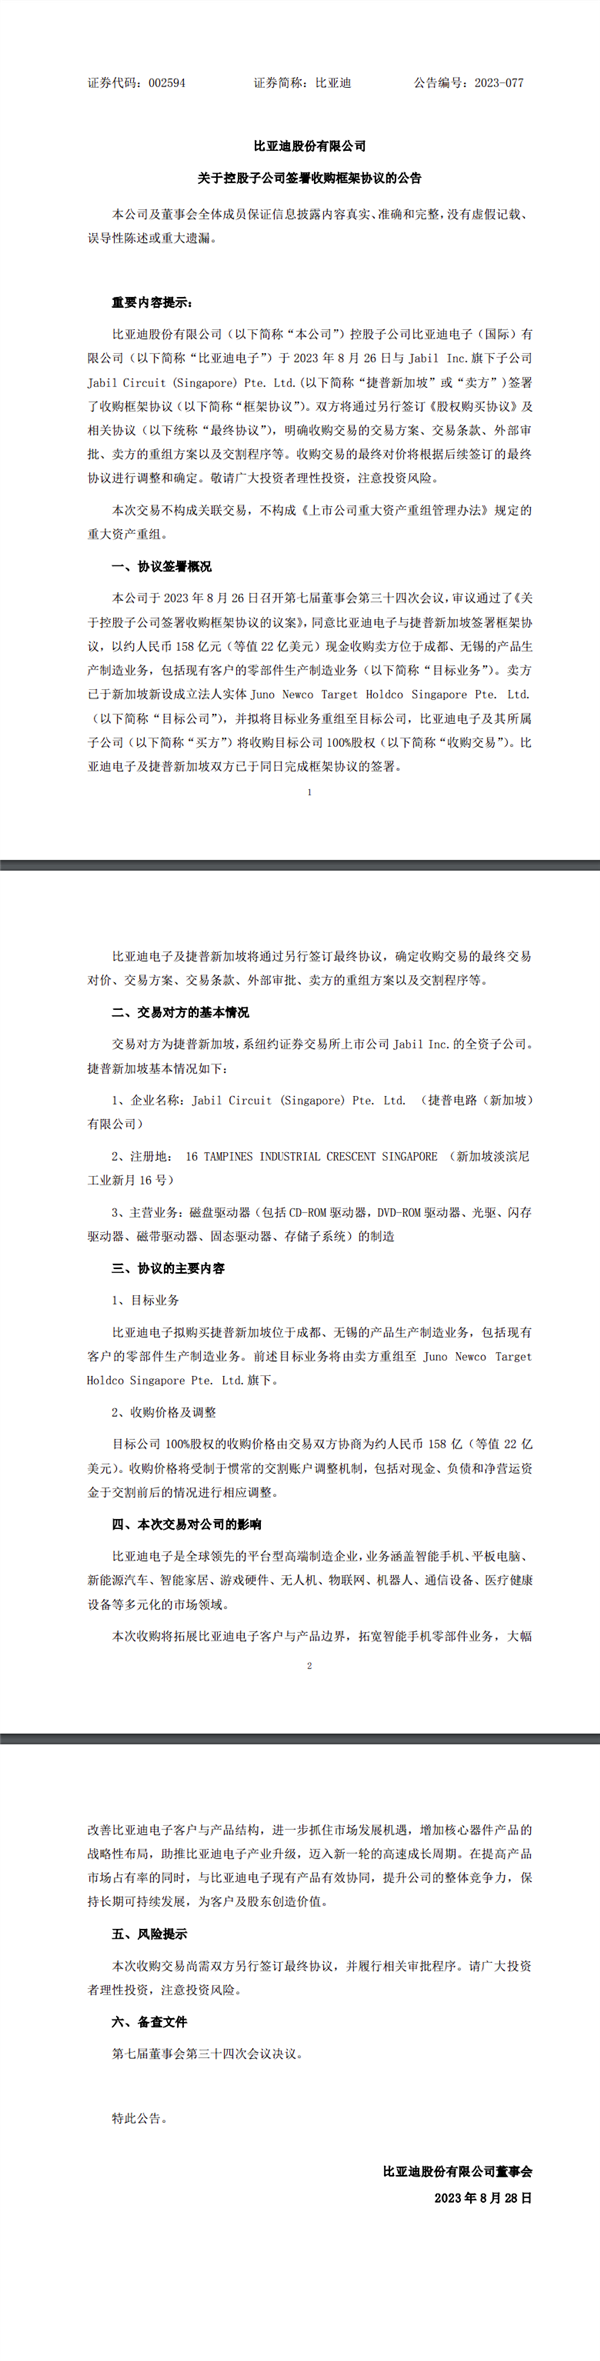 证券代码：002594 证券简称：比亚迪 公告编号：2023-077
比亚迪股份有限公司
关于控股子公司签署收购框架协议的公告
本公司及董事会全体成员保证信息披露内容真实、准确和完整，没有虚假记载、
误导性陈述或重大遗漏。
重要内容提示：
比亚迪股份有限公司（以下简称“本公司”）控股子公司比亚迪电子（国际）有
限公司（以下简称“比亚迪电子”）于 2023 年 8 月 26 日与 Jabil Inc.旗下子公司
Jabil Circuit (Singapore) Pte. Ltd.(以下简称“捷普新加坡”或“卖方”)签署
了收购框架协议（以下简称“框架协议”）。双方将通过另行签订《股权购买协议》及
相关协议（以下统称“最终协议”），明确收购交易的交易方案、交易条款、外部审
批、卖方的重组方案以及交割程序等。收购交易的最终对价将根据后续签订的最终
协议进行调整和确定。敬请广大投资者理性投资，注意投资风险。
本次交易不构成关联交易，不构成《上市公司重大资产重组管理办法》规定的
重大资产重组。
一、协议签署概况
本公司于 2023 年 8 月 26 日召开第七届董事会第三十四次会议，审议通过了《关
于控股子公司签署收购框架协议的议案》，同意比亚迪电子与捷普新加坡签署框架协
议，以约人民币 158 亿元（等值 22 亿美元）现金收购卖方位于成都、无锡的产品生
产制造业务，包括现有客户的零部件生产制造业务（以下简称“目标业务”）。卖方
已于新加坡新设成立法人实体 Juno Newco Target Holdco Singapore Pte. Ltd.
（以下简称“目标公司”），并拟将目标业务重组至目标公司，比亚迪电子及其所属
子公司（以下简称“买方”）将收购目标公司 100%股权（以下简称“收购交易”）。比
亚迪电子及捷普新加坡双方已于同日完成框架协议的签署。
1
比亚迪电子及捷普新加坡将通过另行签订最终协议，确定收购交易的最终交易
对价、交易方案、交易条款、外部审批、卖方的重组方案以及交割程序等。
二、交易对方的基本情况
交易对方为捷普新加坡，系纽约证券交易所上市公司 Jabil Inc.的全资子公司。
捷普新加坡基本情况如下：
1、企业名称：Jabil Circuit (Singapore) Pte. Ltd. （捷普电路（新加坡）
有限公司）
2、注册地： 16 TAMPINES INDUSTRIAL CRESCENT SINGAPORE （新加坡淡滨尼
工业新月 16 号）
3、主营业务：磁盘驱动器（包括 CD-ROM 驱动器，DVD-ROM 驱动器、光驱、闪存
驱动器、磁带驱动器、固态驱动器、存储子系统）的制造
三、协议的主要内容
1、目标业务
比亚迪电子拟购买捷普新加坡位于成都、无锡的产品生产制造业务，包括现有
客户的零部件生产制造业务。前述目标业务将由卖方重组至 Juno Newco Target
Holdco Singapore Pte. Ltd.旗下。
2、收购价格及调整
目标公司 100%股权的收购价格由交易双方协商为约人民币 158 亿（等值 22 亿
美元）。收购价格将受制于惯常的交割账户调整机制，包括对现金、负债和净营运资
金于交割前后的情况进行相应调整。
四、本次交易对公司的影响
比亚迪电子是全球领先的平台型高端制造企业，业务涵盖智能手机、平板电脑、
新能源汽车、智能家居、游戏硬件、无人机、物联网、机器人、通信设备、医疗健康
设备等多元化的市场领域。
本次收购将拓展比亚迪电子客户与产品边界，拓宽智能手机零部件业务，大幅
2
改善比亚迪电子客户与产品结构，进一步抓住市场发展机遇，增加核心器件产品的
战略性布局，助推比亚迪电子产业升级，迈入新一轮的高速成长周期。在提高产品
市场占有率的同时，与比亚迪电子现有产品有效协同，提升公司的整体竞争力，保
持长期可持续发展，为客户及股东创造价值。
五、风险提示
本次收购交易尚需双方另行签订最终协议，并履行相关审批程序。请广大投资
者理性投资，注意投资风险。
六、备查文件
第七届董事会第三十四次会议决议。
特此公告。
比亚迪股份有限公司董事会
2023 年 8 月 28 日